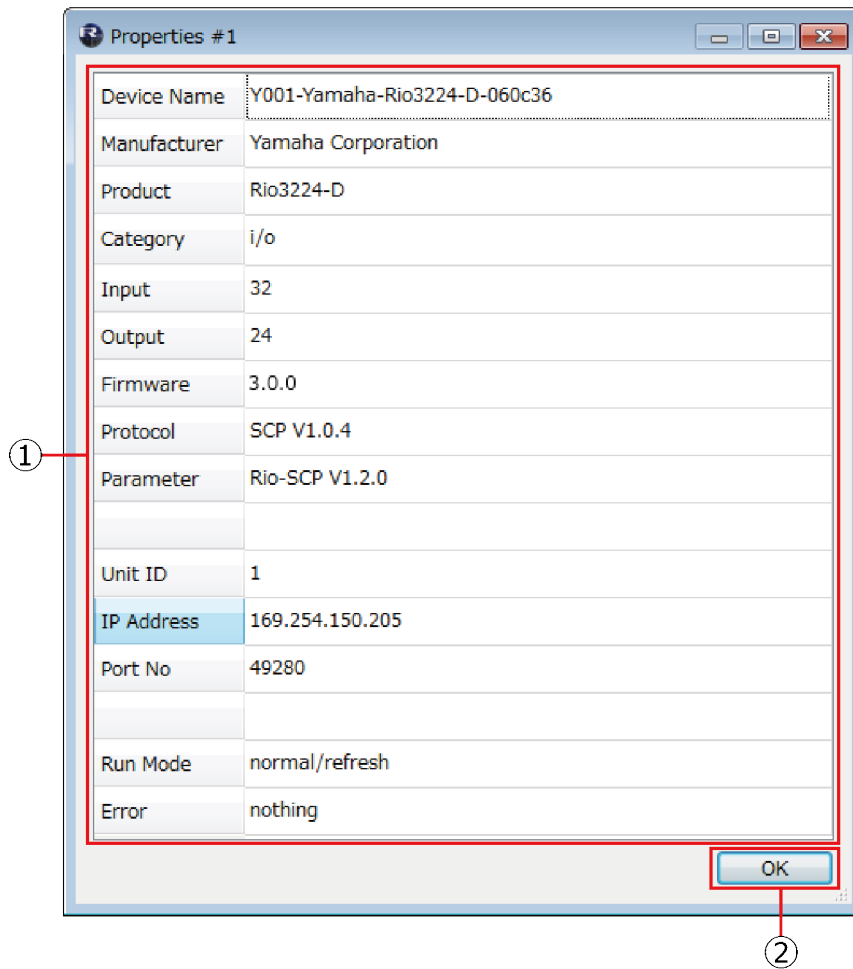 Properties #1
Device Name Y001-Yamaha-Rio3224-D-060c36
Manufacturer Yamaha Corporation
Product Rio3224-D
Category i/o
Input 32
Output 24
Firmware 3.0.0
Protocol SCP V1.0.4
① Parameter Rio-SCP V1.2.0
Unit ID 1
IP Address 169.254.150.205
Port No 49280
Run Mode normal/refresh
Error nothing
OK
②